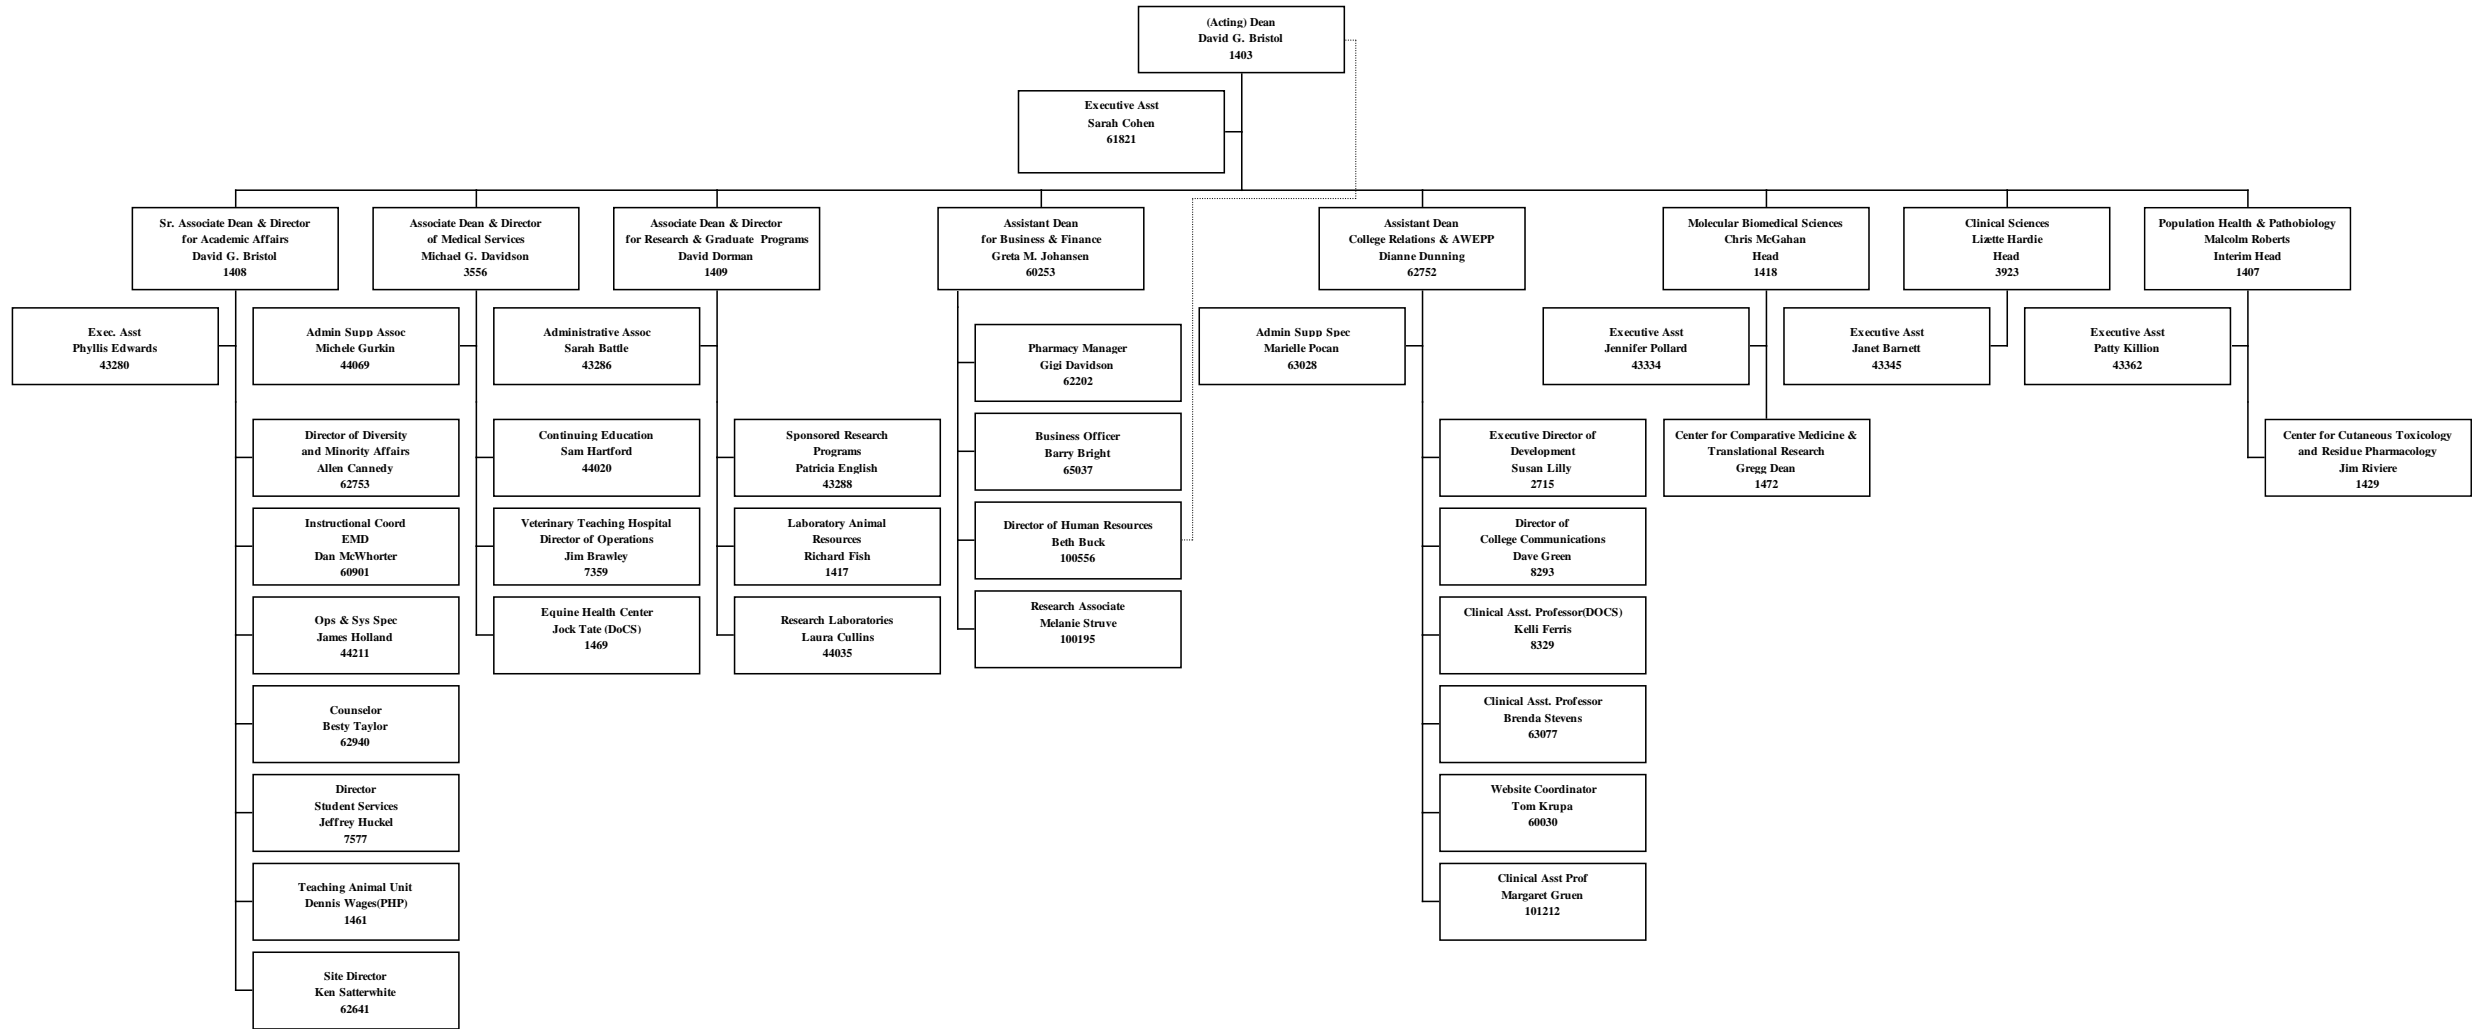 (Acting) Dean
David G. Bristol
1403
Executive Asst
Sarah Cohen
61821
Sr. Associate Dean & Director
for Academic Affairs
David G. Bristol
1408
Associate Dean & Director
of Medical Services
Michael G. Davidson
3556
Associate Dean & Director
for Research & Graduate Programs
David Dorman
1409
Assistant Dean
for Business & Finance
Greta M. Johansen
60253
Assistant Dean
College Relations & AWEPP
Dianne Dunning
62752
Molecular Biomedical Sciences
Chris McGahan
Head
1418
Clinical Sciences
Lizette Hardie
Head
3923
Population Health & Pathobiology
Malcolm Roberts
Interim Head
1407
Exec. Asst
Phyllis Edwards
43280
Admin Supp Assoc
Michele Gurkin
44069
Administrative Assoc
Sarah Battle
43286
Pharmacy Manager
Gigi Davidson
62202
Admin Supp Spec
Marielle Pocan
63028
Executive Asst
Jennifer Pollard
43334
Executive Asst
Janet Barnett
43345
Executive Asst
Patty Killion
43362
Director of Diversity
and Minority Affairs
Allen Cannedy
62753
Continuing Education
Sam Hartford
44020
Sponsored Research
Programs
Patricia English
43288
Business Officer
Barry Bright
65037
Executive Director of
Development
Susan Lilly
2715
Center for Comparative Medicine &
Translational Research
Gregg Dean
1472
Center for Cutaneous Toxicology
and Residue Pharmacology
Jim Riviere
1429
Instructional Coord
EMD
Dan McWhorter
60901
Veterinary Teaching Hospital
Director of Operations
Jim Brawley
7359
Laboratory Animal
Resources
Richard Fish
1417
Director of Human Resources
Beth Buck
100556
Director of
College Communications
Dave Green
8293
Ops & Sys Spec
James Holland
44211
Equine Health Center
Jock Tate (DoCS)
1469
Research Laboratories
Laura Cullins
44035
Research Associate
Melanie Struve
100195
Clinical Asst. Professor(DOCS)
Kelli Ferris
8329
Counselor
Besty Taylor
62940
Clinical Asst. Professor
Brenda Stevens
63077
Director
Student Services
Jeffrey Huckel
7577
Website Coordinator
Tom Krupa
60030
Teaching Animal Unit
Dennis Wages(PHP)
1461
Clinical Asst Prof
Margaret Gruen
101212
Site Director
Ken Satterwhite
62641